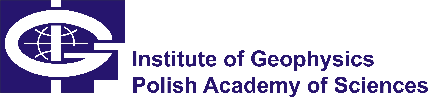 Institute of Geophysics
Polish Academy of Sciences